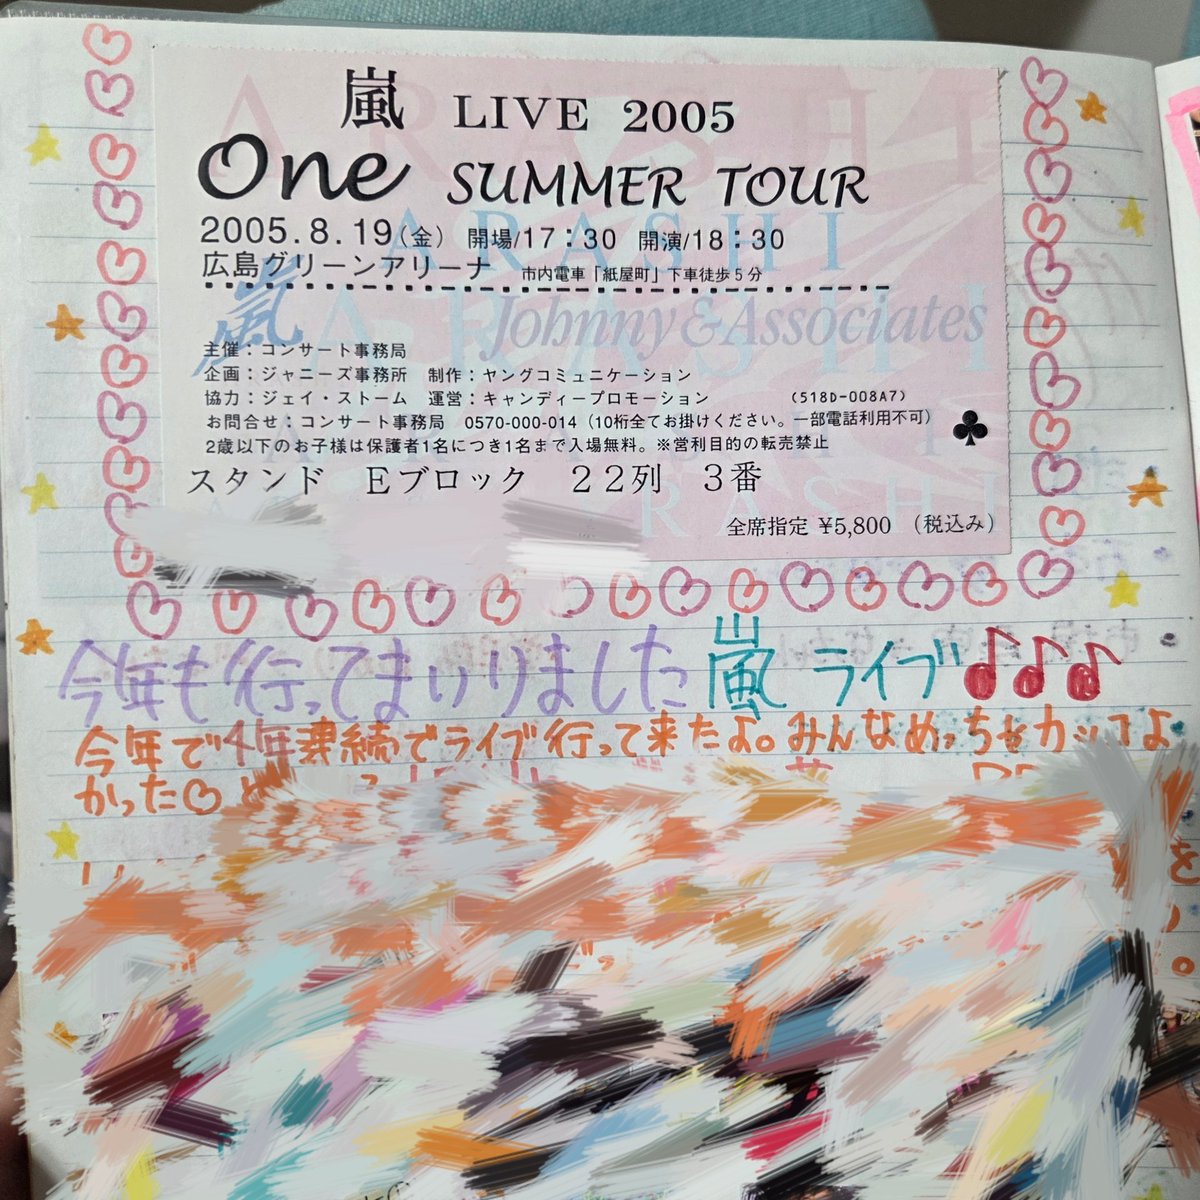 嵐 LIVE 2005
One SUMMER TOUR
2005.8.19(金) 開場/17:30 開演/18:30
広島グリーンアリーナ 市内電車「紙屋町」下車徒歩5分
Johnny&Associates
主催：コンサート事務局
企画：ジャニーズ事務所 制作：ヤングコミュニケーション
協力：ジェイ・ストーム 運営：キャンディープロモーション (518D-008A7)
お問合せ：コンサート事務局 0570-000-014 (10桁全てお掛けください。一部電話利用不可)
2歳以下のお子様は保護者1名につき1名まで入場無料。※営利目的の転売禁止
スタンド Eブロック 22列 3番
全席指定 ¥5,800 (税込み)
今年も行ってまいりました嵐ライブ♪♪♪
今年で4年連続でライブ行って来たよ。みんなめっちゃカッコよ
かった♡